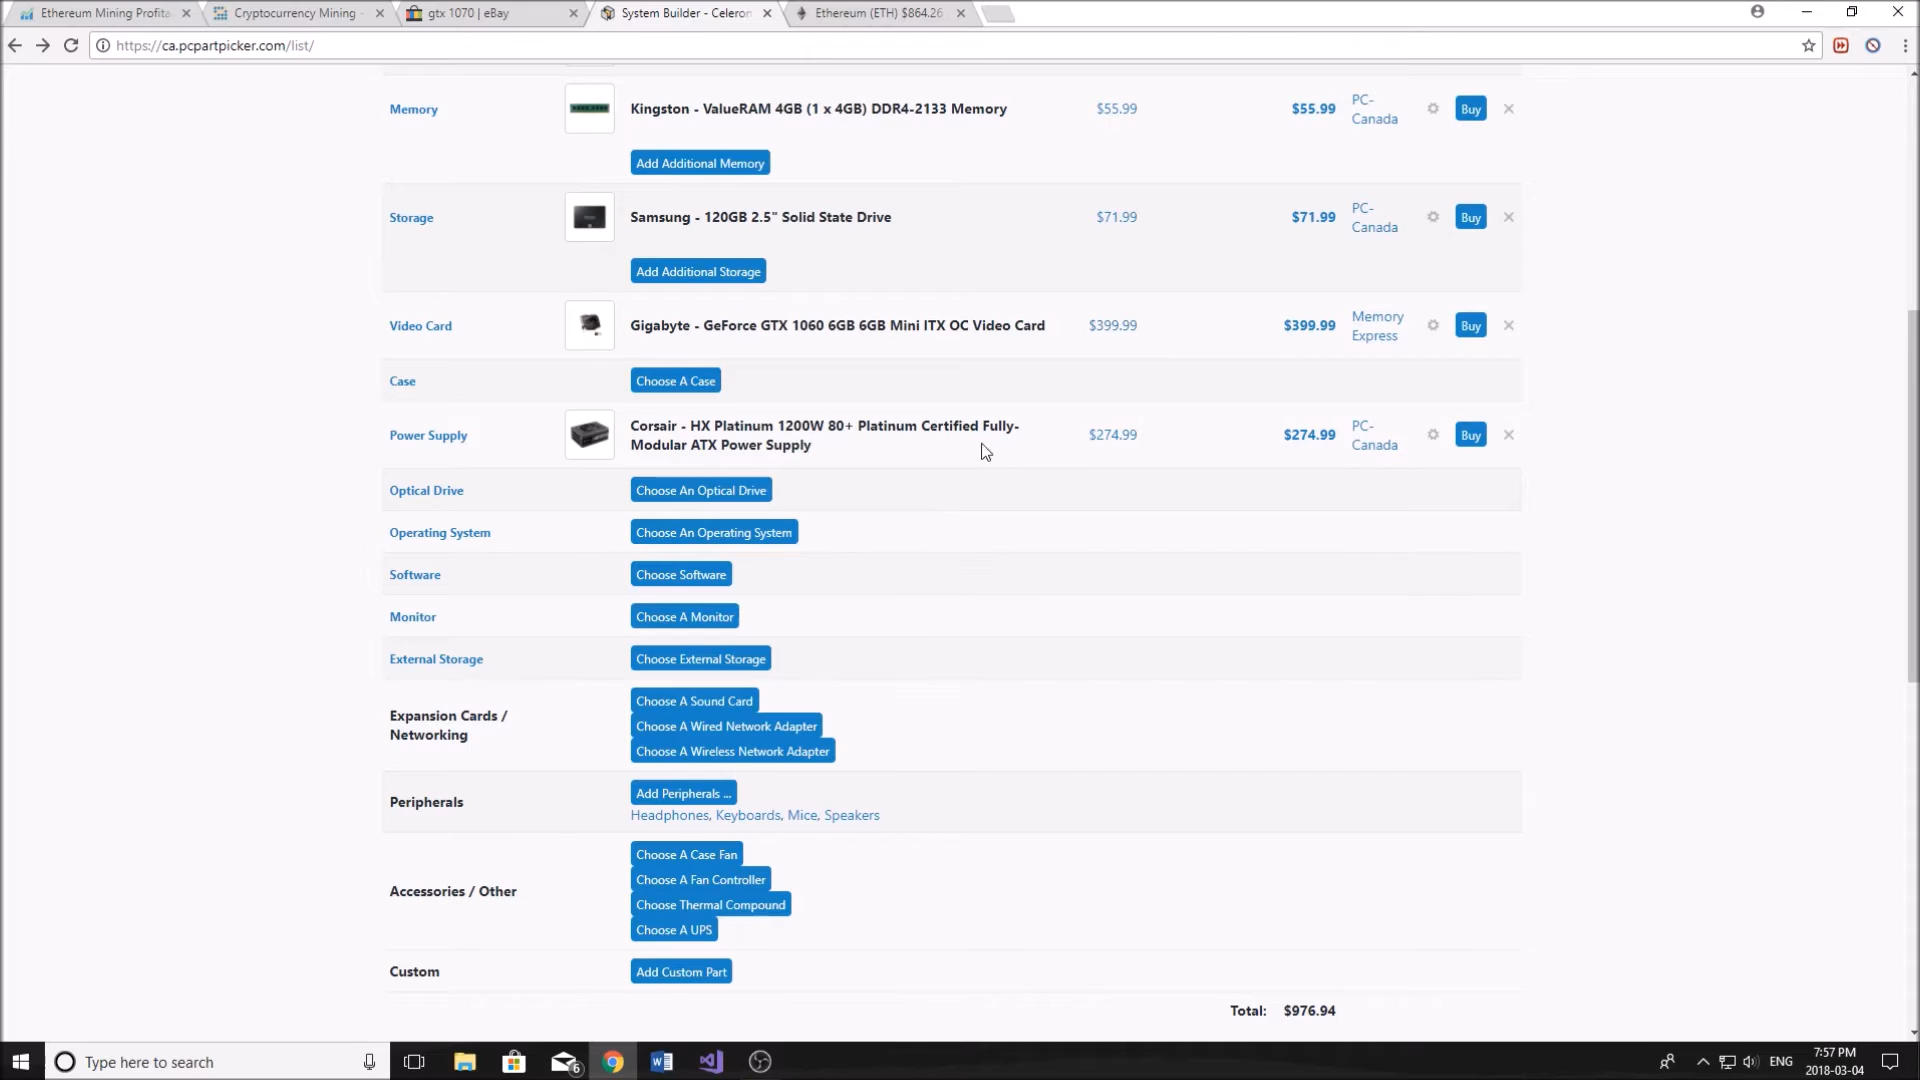 Ethereum Mining Profita
Cryptocurrency Mining -
gtx 1070 | eBay
System Builder - Celeron
Ethereum (ETH) $864.26
https://ca.pcpartpicker.com/list/
Memory
Kingston - ValueRAM 4GB (1 x 4GB) DDR4-2133 Memory
$55.99
$55.99
PC-
Canada
Buy
Add Additional Memory
Storage
Samsung - 120GB 2.5" Solid State Drive
$71.99
$71.99
PC-
Canada
Buy
Add Additional Storage
Video Card
Gigabyte - GeForce GTX 1060 6GB 6GB Mini ITX OC Video Card
$399.99
$399.99
Memory
Express
Buy
Case
Choose A Case
Power Supply
Corsair - HX Platinum 1200W 80+ Platinum Certified Fully-
Modular ATX Power Supply
$274.99
$274.99
PC-
Canada
Buy
Optical Drive
Choose An Optical Drive
Operating System
Choose An Operating System
Software
Choose Software
Monitor
Choose A Monitor
External Storage
Choose External Storage
Expansion Cards /
Networking
Choose A Sound Card
Choose A Wired Network Adapter
Choose A Wireless Network Adapter
Peripherals
Add Peripherals ...
Headphones, Keyboards, Mice, Speakers
Accessories / Other
Choose A Case Fan
Choose A Fan Controller
Choose Thermal Compound
Choose A UPS
Custom
Add Custom Part
Total: $976.94
Type here to search
6
ENG
7:57 PM
2018-03-04